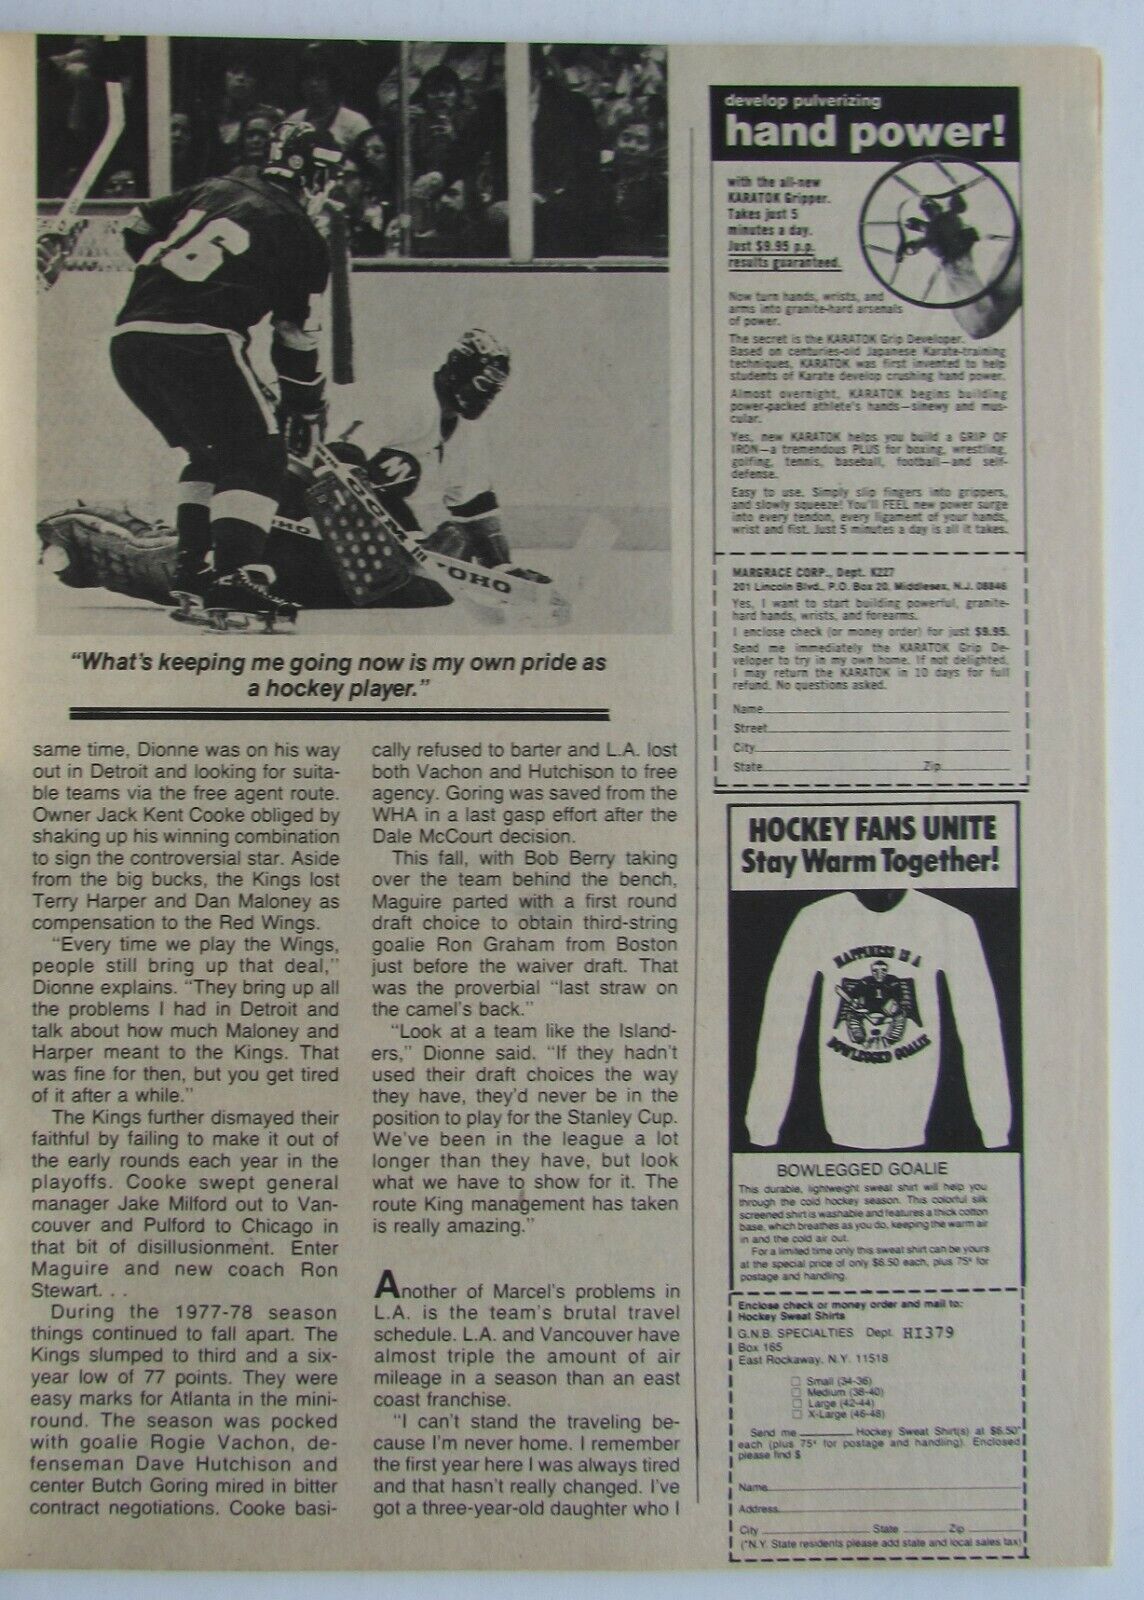 16
NY
KOHO
KOHO
"What's keeping me going now is my own pride as
a hockey player."
same time, Dionne was on his way
out in Detroit and looking for suita-
ble teams via the free agent route.
Owner Jack Kent Cooke obliged by
shaking up his winning combination
to sign the controversial star. Aside
from the big bucks, the Kings lost
Terry Harper and Dan Maloney as
compensation to the Red Wings.
"Every time we play the Wings,
people still bring up that deal,"
Dionne explains. "They bring up all
the problems I had in Detroit and
talk about how much Maloney and
Harper meant to the Kings. That
was fine for then, but you get tired
of it after a while."
The Kings further dismayed their
faithful by failing to make it out of
the early rounds each year in the
playoffs. Cooke swept general
manager Jake Milford out to Van-
couver and Pulford to Chicago in
that bit of disillusionment. Enter
Maguire and new coach Ron
Stewart. . .
During the 1977-78 season
things continued to fall apart. The
Kings slumped to third and a six-
year low of 77 points. They were
easy marks for Atlanta in the mini-
round. The season was pocked
with goalie Rogie Vachon, de-
fenseman Dave Hutchison and
center Butch Goring mired in bitter
contract negotiations. Cooke basi-
cally refused to barter and L.A. lost
both Vachon and Hutchison to free
agency. Goring was saved from the
WHA in a last gasp effort after the
Dale McCourt decision.
This fall, with Bob Berry taking
over the team behind the bench,
Maguire parted with a first round
draft choice to obtain third-string
goalie Ron Graham from Boston
just before the waiver draft. That
was the proverbial "last straw on
the camel's back."
"Look at a team like the Island-
ers," Dionne said. "If they hadn't
used their draft choices the way
they have, they'd never be in the
position to play for the Stanley Cup.
We've been in the league a lot
longer than they have, but look
what we have to show for it. The
route King management has taken
is really amazing."
Another of Marcel's problems in
L.A. is the team's brutal travel
schedule. L.A. and Vancouver have
almost triple the amount of air
mileage in a season than an east
coast franchise.
"I can't stand the traveling be-
cause I'm never home. I remember
the first year here I was always tired
and that hasn't really changed. I've
got a three-year-old daughter who I
develop pulverizing
hand power!
with the all-new
KARATOK Gripper.
Takes just 5
minutes a day.
Just $9.95 p.p.
results guaranteed.
Now turn hands, wrists, and
arms into granite-hard arsenals
of power.
The secret is the KARATOK Grip Developer.
Based on centuries-old Japanese Karate-training
techniques, KARATOK was first invented to help
students of Karate develop crushing hand power.
Almost overnight, KARATOK begins building
power-packed athlete's hands—sinewy and mus-
cular.
Yes, new KARATOK helps you build a GRIP OF
IRON—a tremendous PLUS for boxing, wrestling,
golfing, tennis, baseball, football—and self-
defense.
Easy to use. Simply slip fingers into grippers,
and slowly squeeze! You'll FEEL new power surge
into every tendon, every ligament of your hands,
wrist and fist. Just 5 minutes a day is all it takes.
MARGRACE CORP., Dept. K227
201 Lincoln Blvd., P.O. Box 20, Middlesex, N.J. 08846
Yes, I want to start building powerful, granite-
hard hands, wrists, and forearms.
I enclose check (or money order) for just $9.95.
Send me immediately the KARATOK Grip De-
veloper to try in my own home. If not delighted,
I may return the KARATOK in 10 days for full
refund. No questions asked.
Name
Street
City
State Zip
HOCKEY FANS UNITE
Stay Warm Together!
HAPPINESS IS A
1
BOWLEGGED GOALIE
BOWLEGGED GOALIE
This durable, lightweight sweat shirt will help you
through the cold hockey season. This colorful silk
screened shirt is washable and features a thick cotton
base, which breathes as you do, keeping the warm air
in and the cold air out.
For a limited time only this sweat shirt can be yours
at the special price of only $6.50 each, plus 75¢ for
postage and handling.
Enclose check or money order and mail to:
Hockey Sweat Shirts
G.N.B. SPECIALTIES Dept. HI379
Box 165
East Rockaway, N.Y. 11518
Small (34-36)
Medium (38-40)
Large (42-44)
X-Large (46-48)
Send me Hockey Sweat Shirt(s) at $6.50*
each (plus 75¢ for postage and handling). Enclosed
please find $
Name
Address
City State Zip
(*N.Y. State residents please add state and local sales tax)